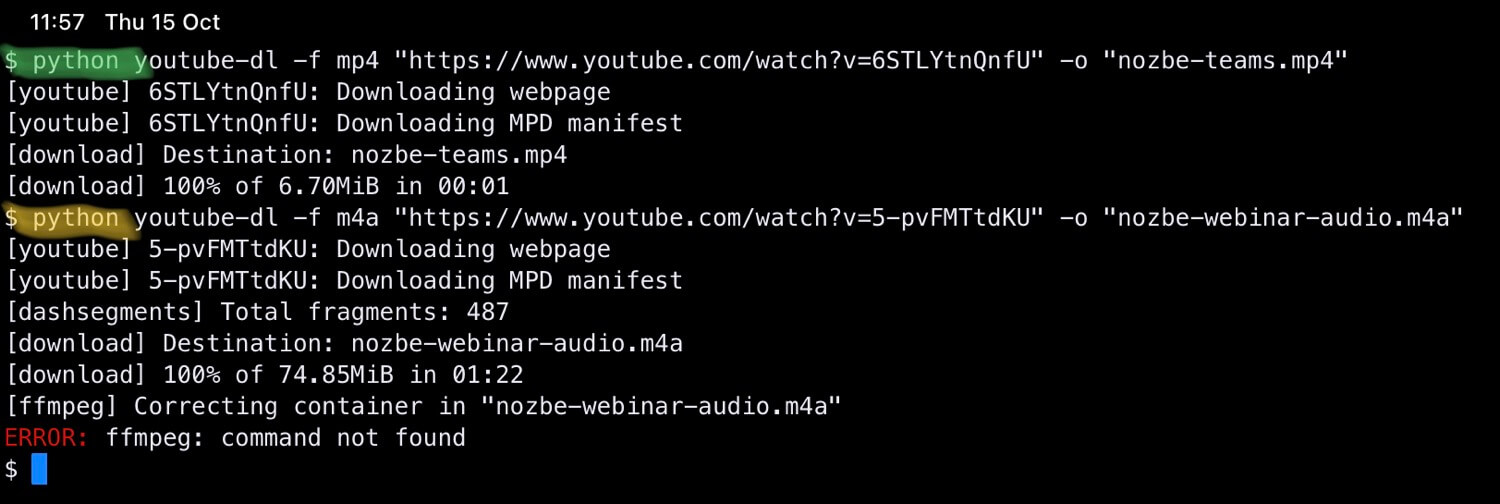 11:57 Thu 15 Oct
$ python youtube-dl -f mp4 "https://www.youtube.com/watch?v=6STLYtnQnfU" -o "nozbe-teams.mp4"
[youtube] 6STLYtnQnfU: Downloading webpage
[youtube] 6STLYtnQnfU: Downloading MPD manifest
[download] Destination: nozbe-teams.mp4
[download] 100% of 6.70MiB in 00:01
$ python youtube-dl -f m4a "https://www.youtube.com/watch?v=5-pvFMTtdKU" -o "nozbe-webinar-audio.m4a"
[youtube] 5-pvFMTtdKU: Downloading webpage
[youtube] 5-pvFMTtdKU: Downloading MPD manifest
[dashsegments] Total fragments: 487
[download] Destination: nozbe-webinar-audio.m4a
[download] 100% of 74.85MiB in 01:22
[ffmpeg] Correcting container in "nozbe-webinar-audio.m4a"
ERROR: ffmpeg: command not found
$